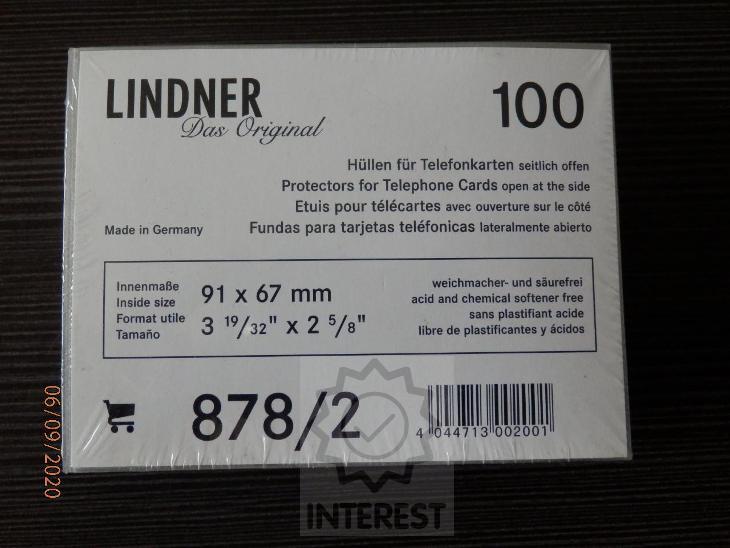 LINDNER
Das Original
100
Hüllen für Telefonkarten seitlich offen
Protectors for Telephone Cards open at the side
Etuis pour télécartes avec ouverture sur le côté
Fundas para tarjetas teléfonicas lateralmente abierto
Made in Germany
Innenmaße
Inside size
Format utile
Tamaño
91 x 67 mm
3 19/32" x 2 5/8"
weichmacher- und säurefrei
acid and chemical softener free
sans plastifiant acide
libre de plastificantes y ácidos
878/2
4 044713 002001
06/09/2020
INTEREST